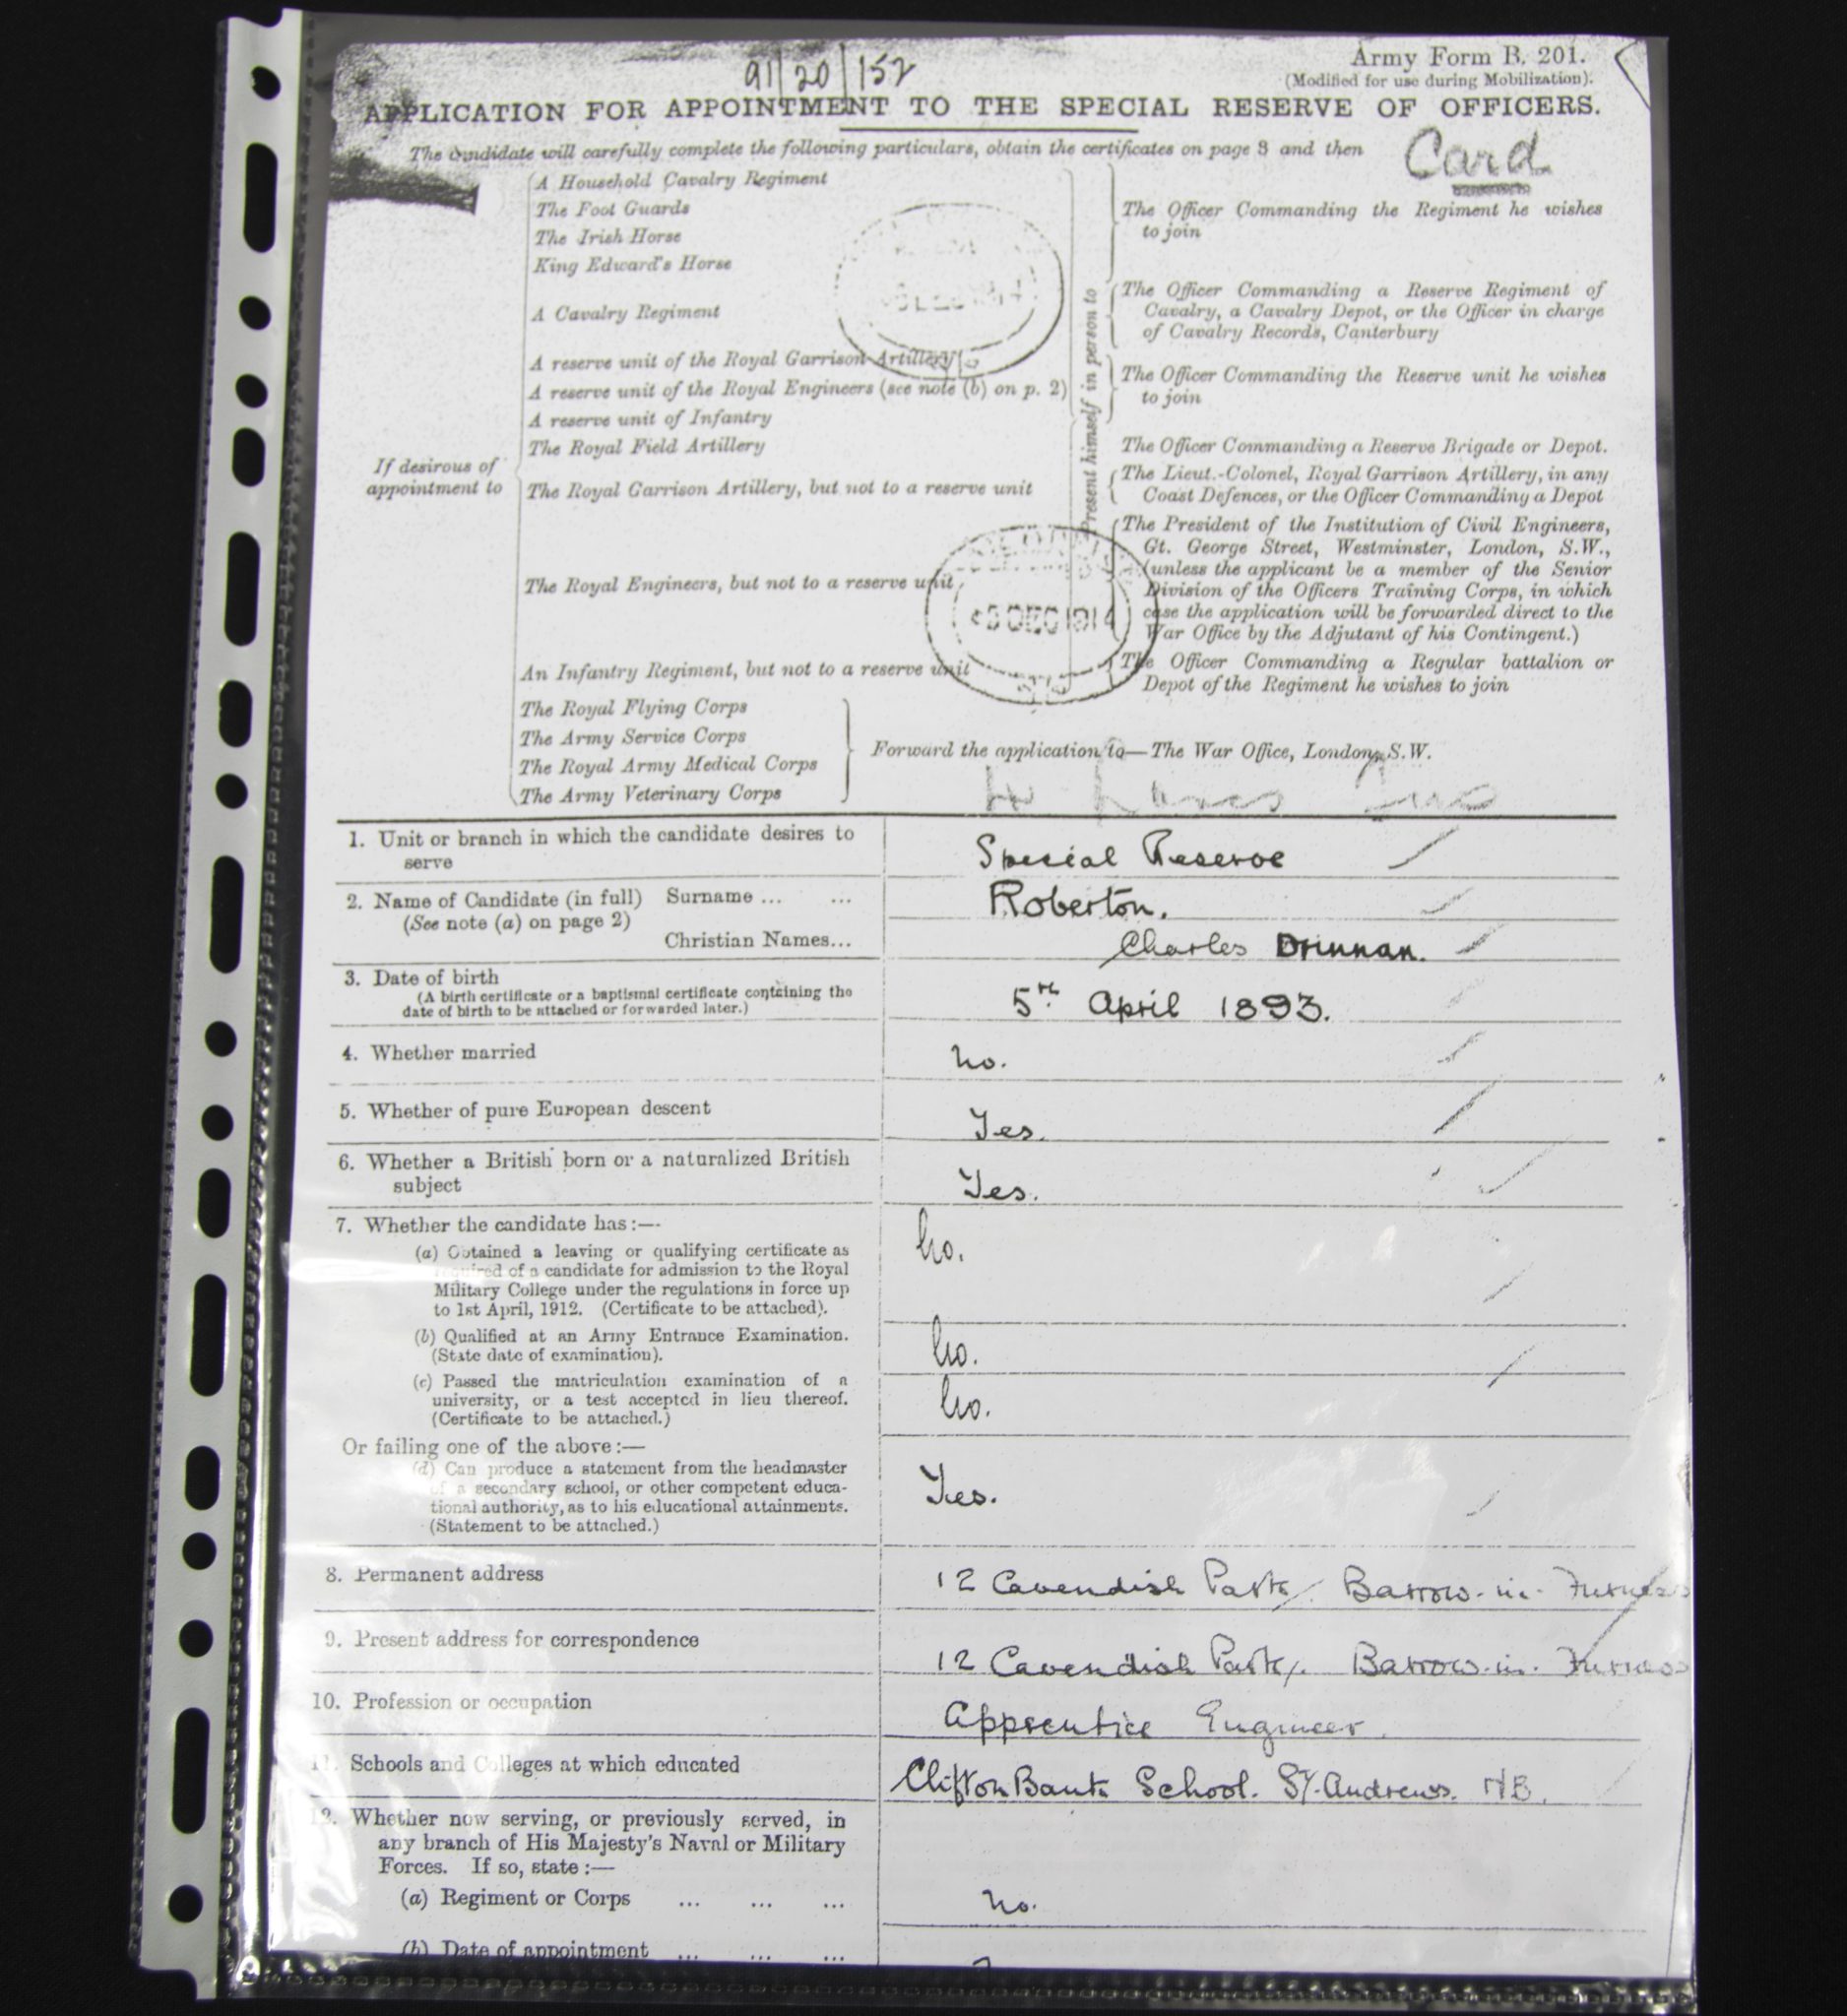 91/20/152
Army Form B. 201.
(Modified for use during Mobilization).
APPLICATION FOR APPOINTMENT TO THE SPECIAL RESERVE OF OFFICERS.
The candidate will carefully complete the following particulars, obtain the certificates on page 3 and then
Card
If desirous of
appointment to
A Household Cavalry Regiment
The Foot Guards
The Irish Horse
King Edward's Horse
A Cavalry Regiment
A reserve unit of the Royal Garrison Artillery
A reserve unit of the Royal Engineers (see note (b) on p. 2)
A reserve unit of Infantry
The Royal Field Artillery
The Royal Garrison Artillery, but not to a reserve unit
The Royal Engineers, but not to a reserve unit
An Infantry Regiment, but not to a reserve unit
The Royal Flying Corps
The Army Service Corps
The Royal Army Medical Corps
The Army Veterinary Corps
Present himself in person to
The Officer Commanding the Regiment he wishes
to join
The Officer Commanding a Reserve Regiment of
Cavalry, a Cavalry Depot, or the Officer in charge
of Cavalry Records, Canterbury
The Officer Commanding the Reserve unit he wishes
to join
The Officer Commanding a Reserve Brigade or Depot.
The Lieut.-Colonel, Royal Garrison Artillery, in any
Coast Defences, or the Officer Commanding a Depot
The President of the Institution of Civil Engineers,
Gt. George Street, Westminster, London, S.W.,
(unless the applicant be a member of the Senior
Division of the Officers Training Corps, in which
case the application will be forwarded direct to the
War Office by the Adjutant of his Contingent.)
The Officer Commanding a Regular battalion or
Depot of the Regiment he wishes to join
DEC 1914
Forward the application to— The War Office, London, S.W.
1. Unit or branch in which the candidate desires to
serve
Special Reserve
2. Name of Candidate (in full) Surname ... ...
Roberton.
(See note (a) on page 2)
Christian Names...
Charles Drinnan.
3. Date of birth
(A birth certificate or a baptismal certificate containing the
date of birth to be attached or forwarded later.)
5th April 1893.
4. Whether married
No.
5. Whether of pure European descent
Yes.
6. Whether a British born or a naturalized British
subject
Yes.
7. Whether the candidate has:—
(a) Obtained a leaving or qualifying certificate as
required of a candidate for admission to the Royal
Military College under the regulations in force up
to 1st April, 1912. (Certificate to be attached).
No.
(b) Qualified at an Army Entrance Examination.
(State date of examination).
No.
(c) Passed the matriculation examination of a
university, or a test accepted in lieu thereof.
(Certificate to be attached.)
No.
Or failing one of the above:—
(d) Can produce a statement from the headmaster
of a secondary school, or other competent educa-
tional authority, as to his educational attainments.
(Statement to be attached.)
Yes.
8. Permanent address
12 Cavendish Park, Barrow-in-Furness
9. Present address for correspondence
12 Cavendish Park, Barrow-in-Furness
10. Profession or occupation
Apprentice Engineer.
11. Schools and Colleges at which educated
Clifton Bank School. St. Andrews. N.B.
12. Whether now serving, or previously served, in
any branch of His Majesty's Naval or Military
Forces. If so, state:—
(a) Regiment or Corps ... ... ...
No.
(b) Date of appointment ... ... ...